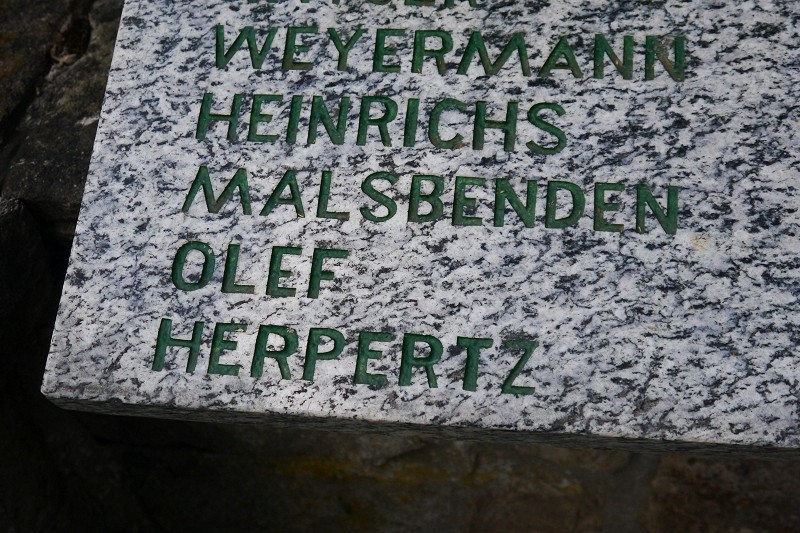 WEYERMANN
HEINRICHS
MALSBENDEN
OLEF
HERPERTZ